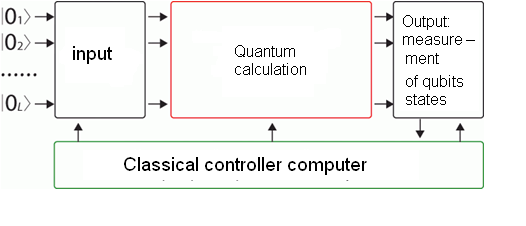 |0₁⟩
|0₂⟩
......
|0_L⟩
input
Quantum
calculation
Output:
measure –
ment
of qubits
states
Classical controller computer